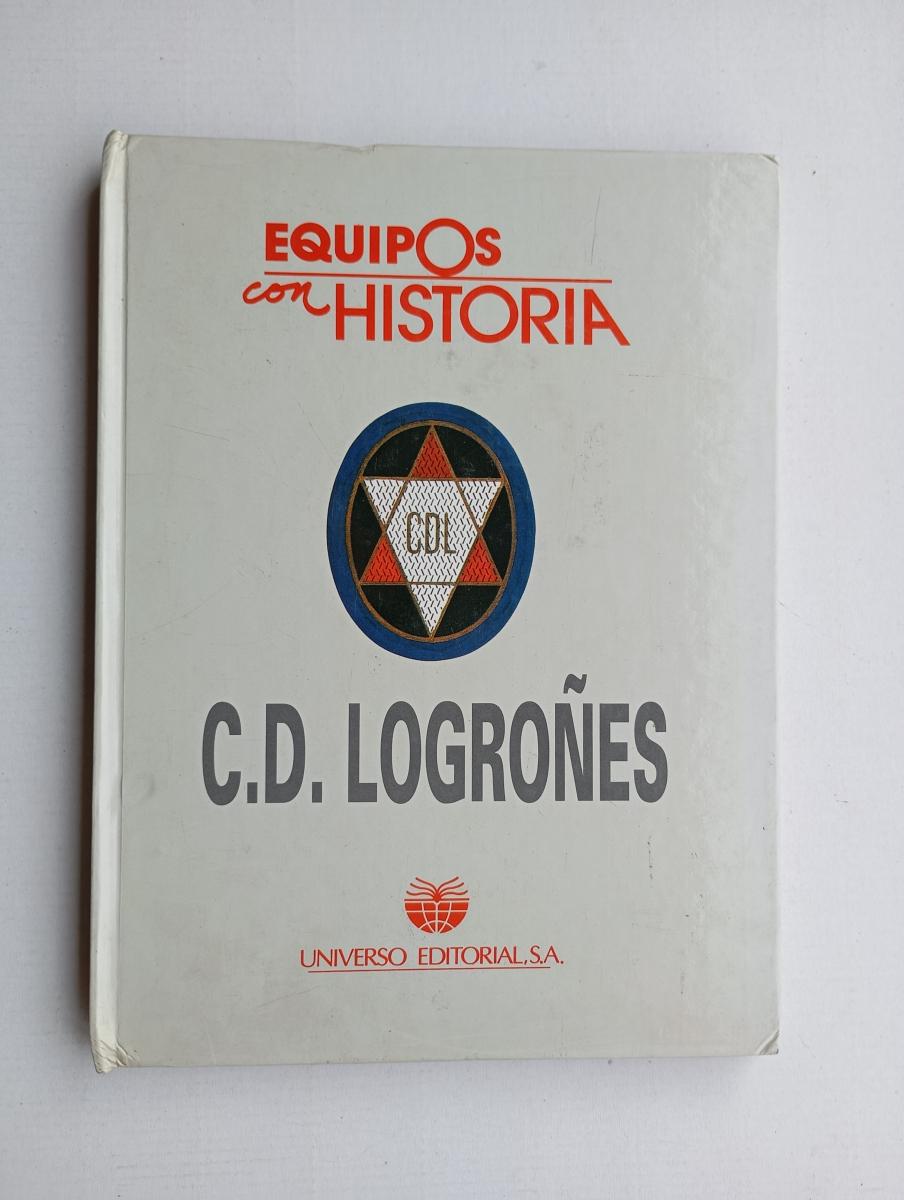 EQUIPOS
con HISTORIA
CDL
C.D. LOGROÑES
UNIVERSO EDITORIAL, S.A.